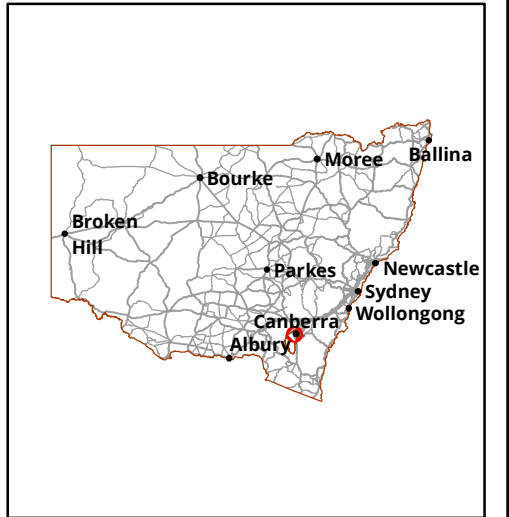 Ballina
Moree
Bourke
Broken
Hill
Parkes
Newcastle
Sydney
Wollongong
Canberra
Albury